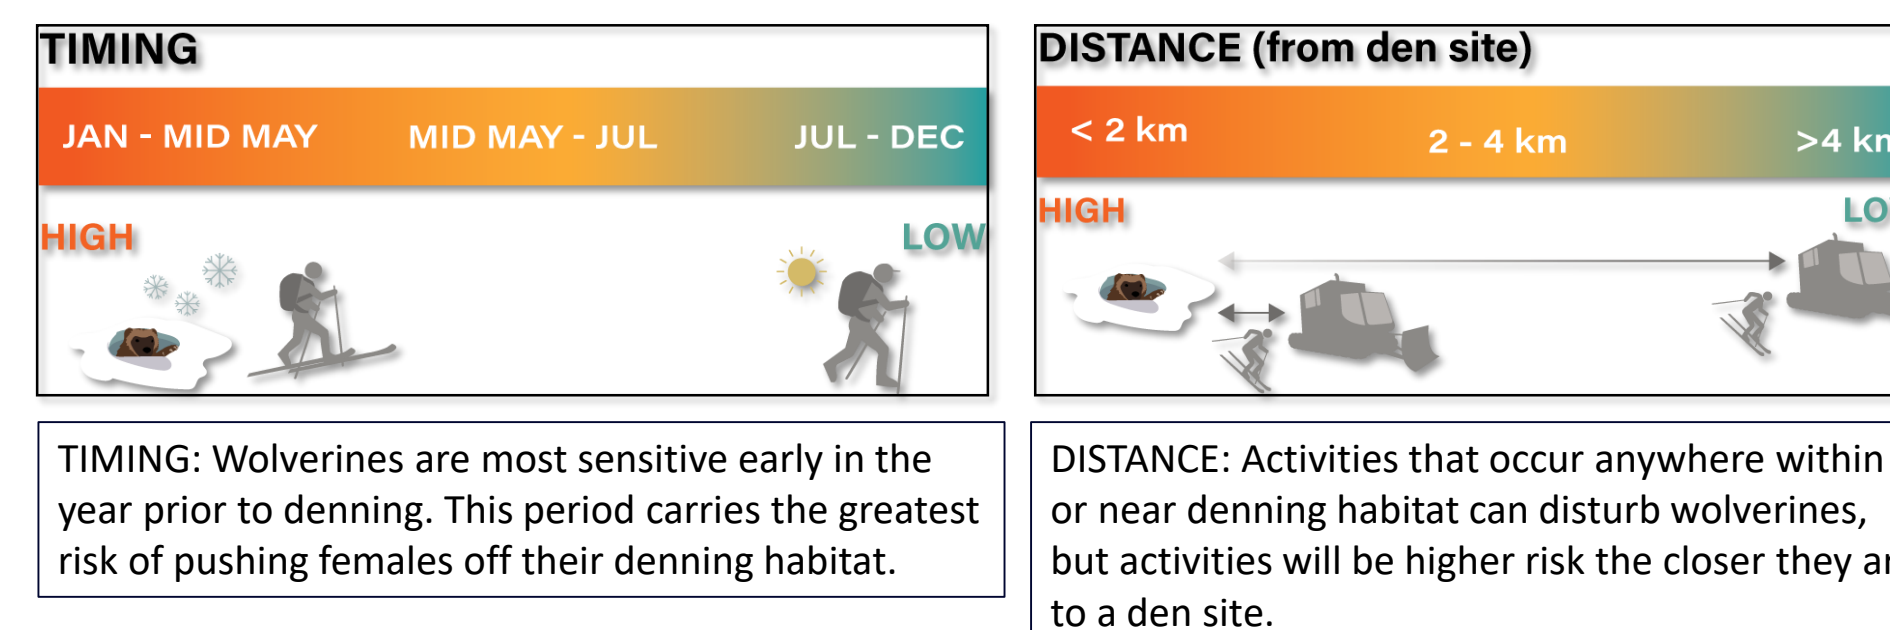 TIMING
JAN - MID MAY
MID MAY - JUL
JUL - DEC
HIGH
LOW
TIMING: Wolverines are most sensitive early in the
year prior to denning. This period carries the greatest
risk of pushing females off their denning habitat.
DISTANCE (from den site)
< 2 km
2 - 4 km
>4 km
HIGH
DISTANCE: Activities that occur anywhere within
or near denning habitat can disturb wolverines,
but activities will be higher risk the closer they
to a den site.